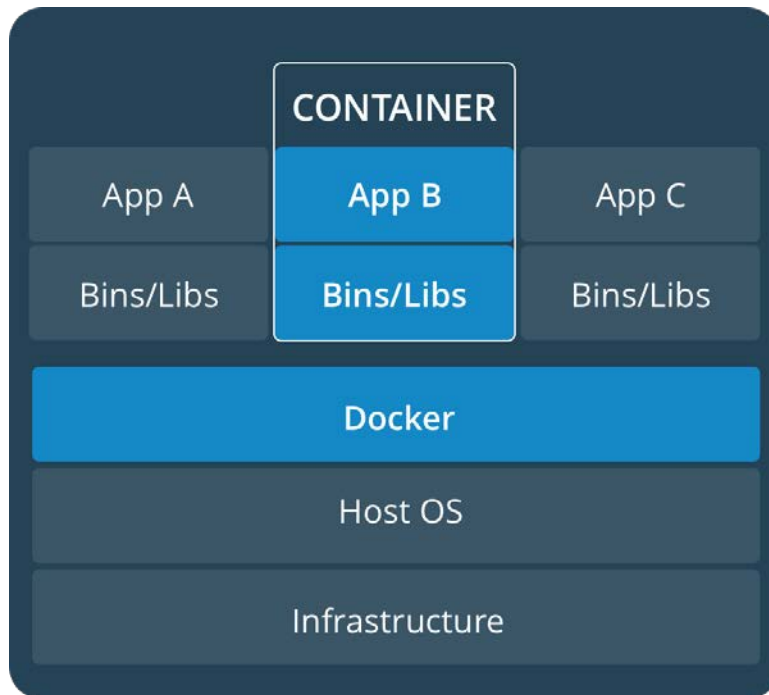 CONTAINER
App A App B App C
Bins/Libs Bins/Libs Bins/Libs
Docker
Host OS
Infrastructure